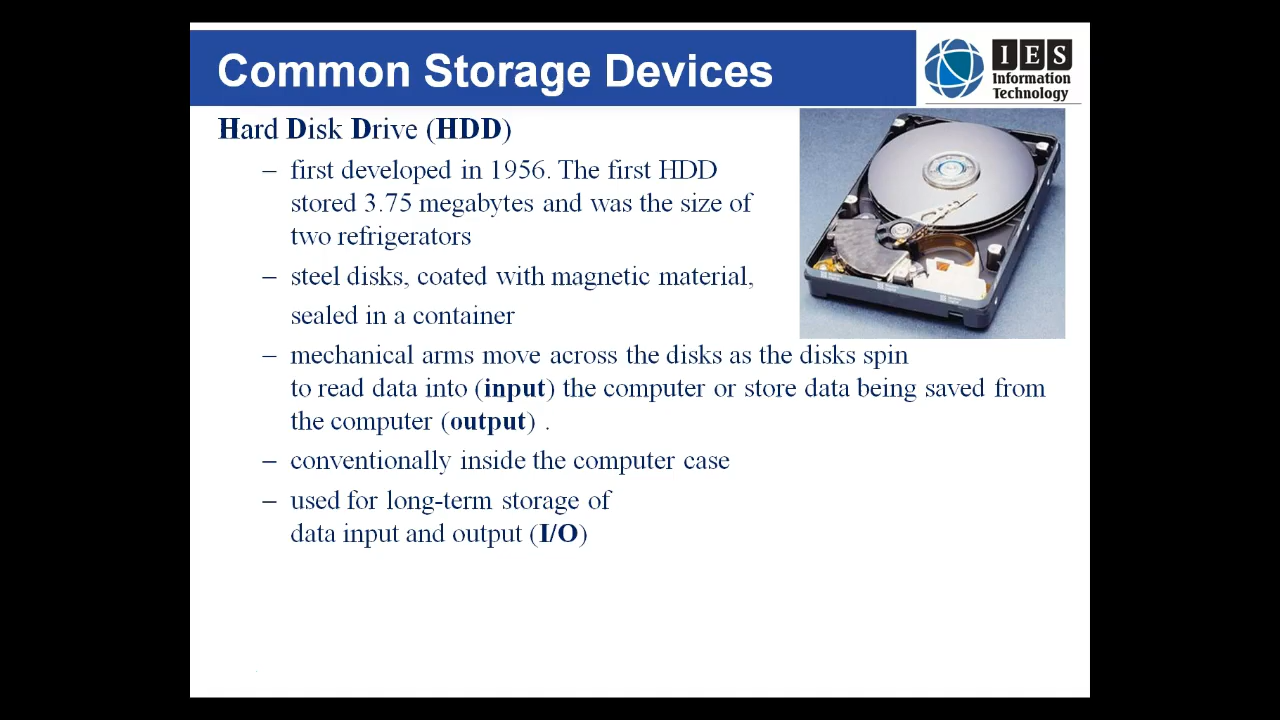 Common Storage Devices
I E S
Information
Technology
Hard Disk Drive (HDD)
– first developed in 1956. The first HDD
stored 3.75 megabytes and was the size of
two refrigerators
– steel disks, coated with magnetic material,
sealed in a container
– mechanical arms move across the disks as the disks spin
to read data into (input) the computer or store data being saved from
the computer (output) .
– conventionally inside the computer case
– used for long-term storage of
data input and output (I/O)